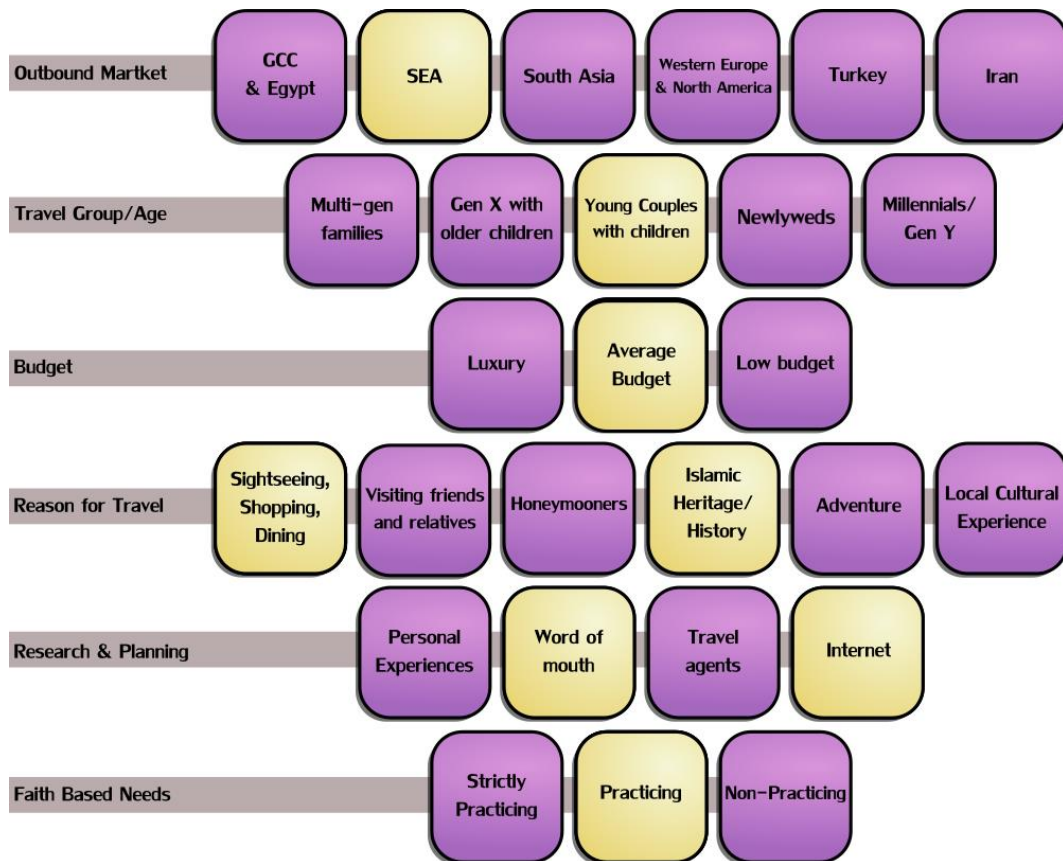 Outbound Martket
GCC
& Egypt
SEA
South Asia
Western Europe
& North America
Turkey
Iran
Travel Group/Age
Multi-gen
families
Gen X with
older children
Young Couples
with children
Newlyweds
Millennials/
Gen Y
Budget
Luxury
Average
Budget
Low budget
Reason for Travel
Sightseeing,
Shopping,
Dining
Visiting friends
and relatives
Honeymooners
Islamic
Heritage/
History
Adventure
Local Cultural
Experience
Research & Planning
Personal
Experiences
Word of
mouth
Travel
agents
Internet
Faith Based Needs
Strictly
Practicing
Practicing
Non-Practicing